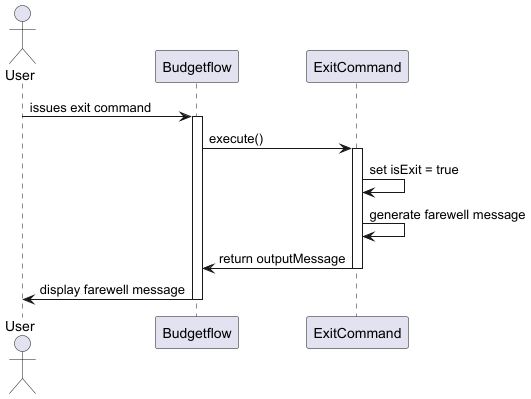 User
Budgetflow
ExitCommand
issues exit command
execute()
set isExit = true
generate farewell message
return outputMessage
display farewell message
User
Budgetflow
ExitCommand